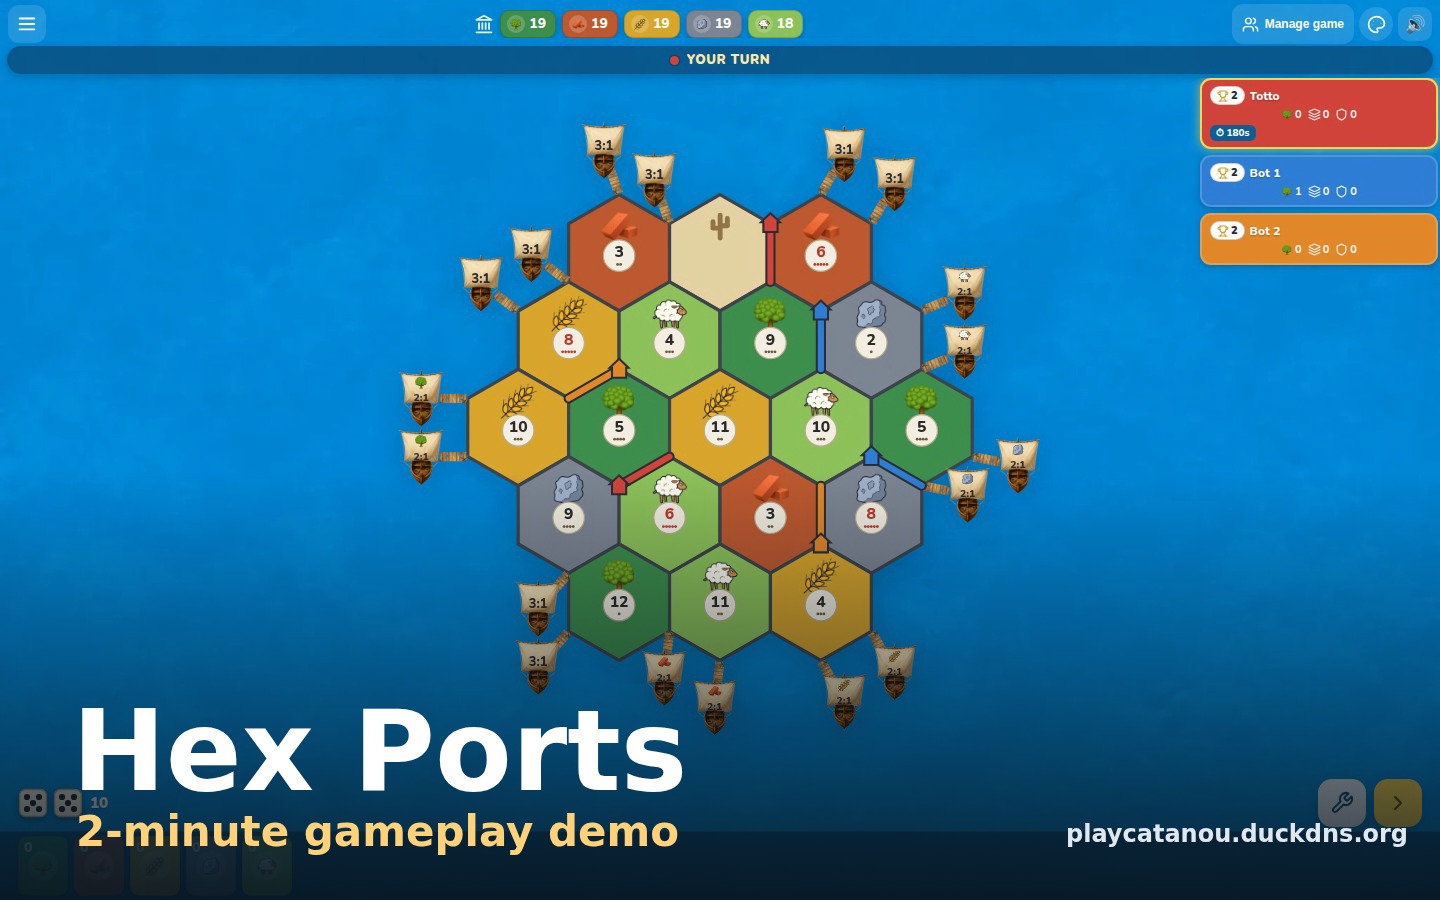 19 19 19 19 18
Manage game
YOUR TURN
2 Totto
0 0 0
180s
2 Bot 1
1 0 0
2 Bot 2
0 0 0
3:1 3:1
3:1 3:1
3:1
3:1
3 6
2:1
2:1
8 4 9 2
2:1
2:1
10 5 11 10 5
2:1
2:1
9 6 3 8
3:1
3:1
12 11 4
2:1
2:1
2:1
2:1
Hex Ports
10
2-minute gameplay demo
playcatanou.duckdns.org
0